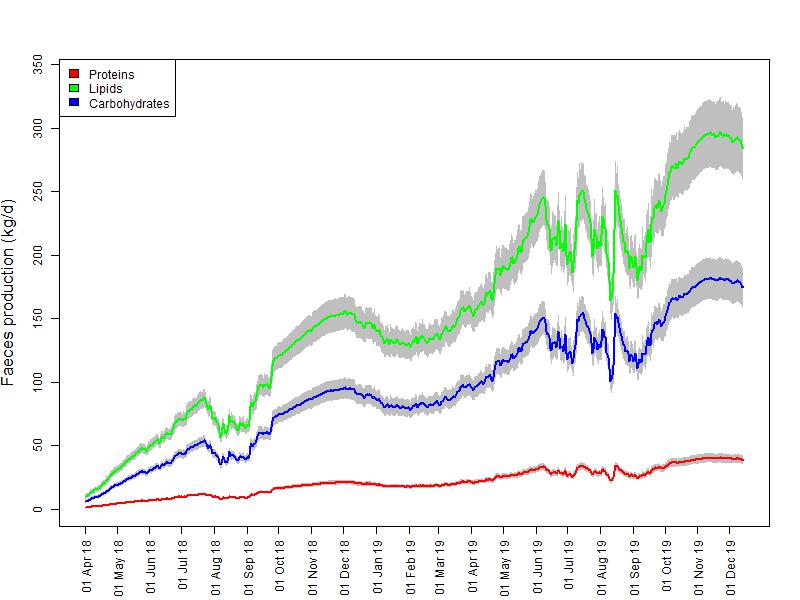 Proteins
Lipids
Carbohydrates
Faeces production (kg/d)
350
300
250
200
150
100
50
0
01 Apr 18
01 May 18
01 Jun 18
01 Jul 18
01 Aug 18
01 Sep 18
01 Oct 18
01 Nov 18
01 Dec 18
01 Jan 19
01 Feb 19
01 Mar 19
01 Apr 19
01 May 19
01 Jun 19
01 Jul 19
01 Aug 19
01 Sep 19
01 Oct 19
01 Nov 19
01 Dec 19